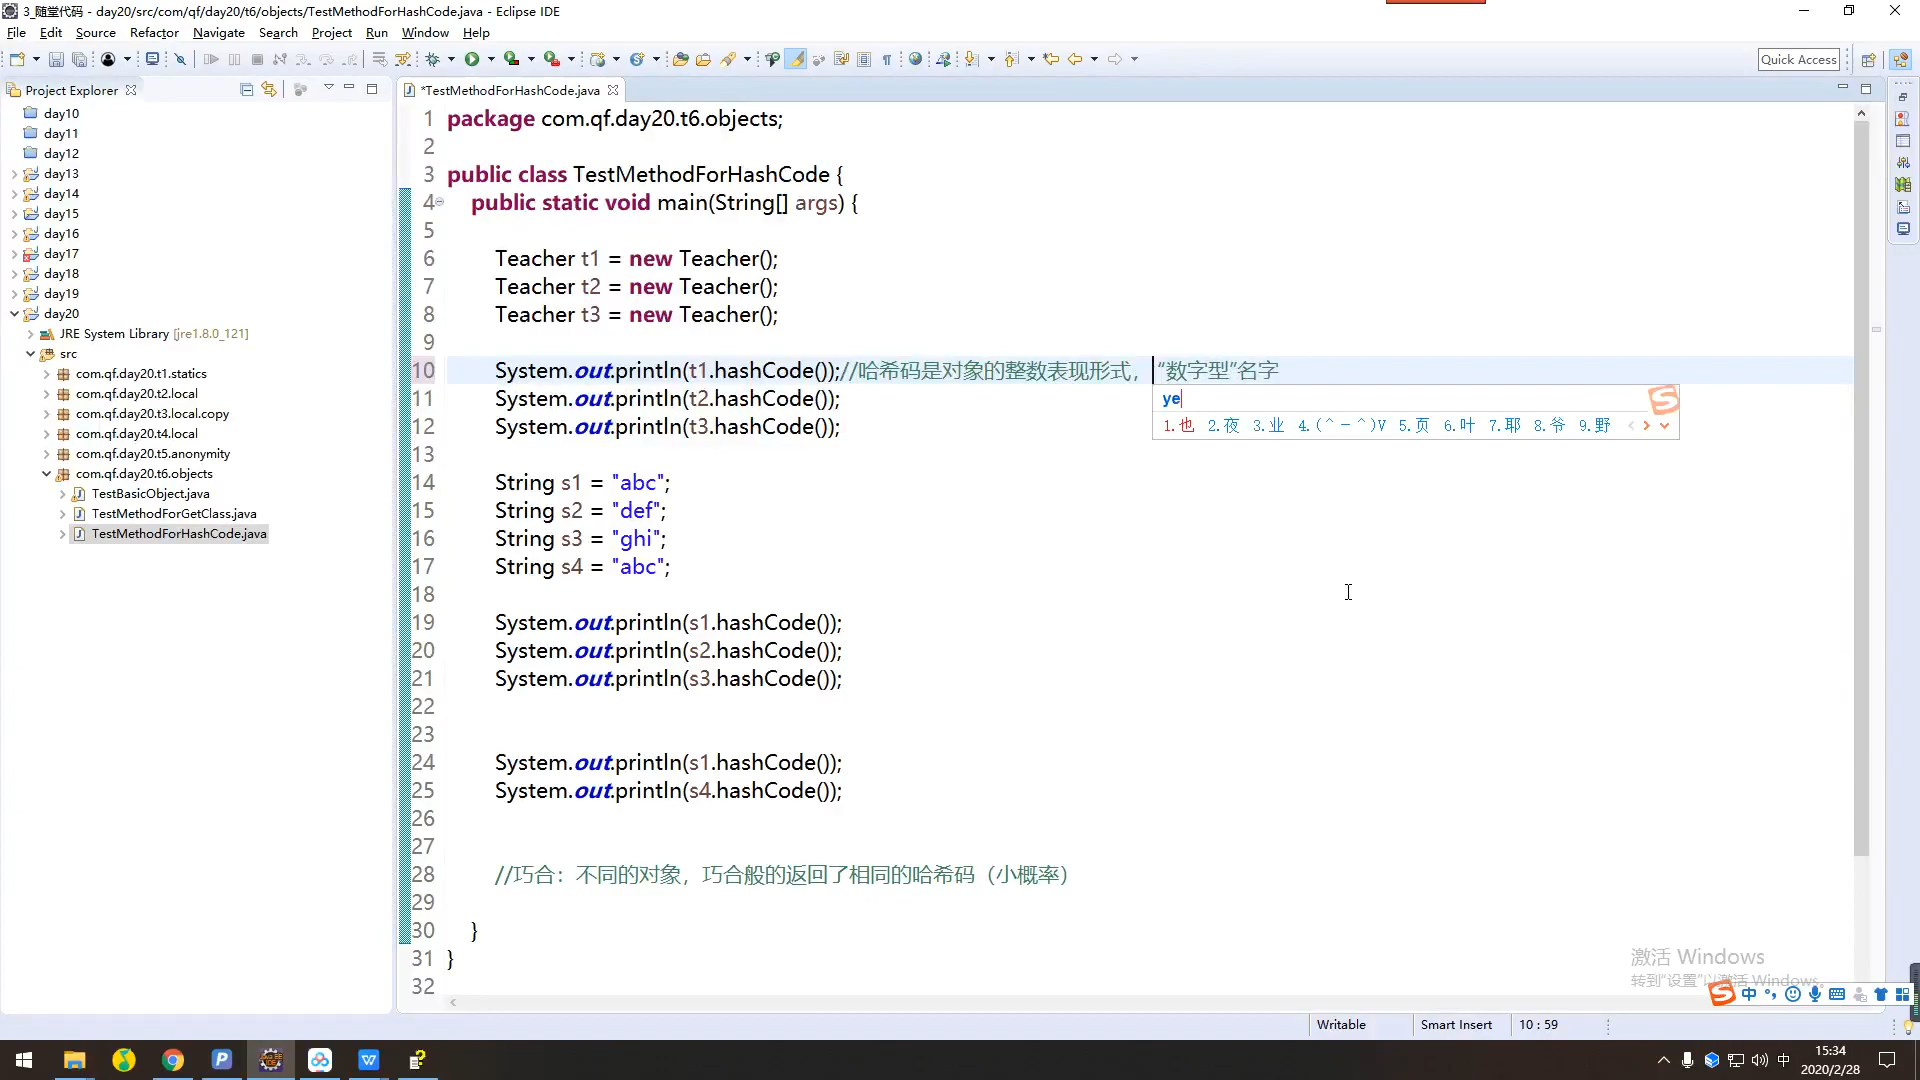 3_随堂代码 - day20/src/com/qf/day20/t6/objects/TestMethodForHashCode.java - Eclipse IDE
File Edit Source Refactor Navigate Search Project Run Window Help
Quick Access
Project Explorer
*TestMethodForHashCode.java
day10
day11
day12
day13
day14
day15
day16
day17
day18
day19
day20
JRE System Library [jre1.8.0_121]
src
com.qf.day20.t1.statics
com.qf.day20.t2.local
com.qf.day20.t3.local.copy
com.qf.day20.t4.local
com.qf.day20.t5.anonymity
com.qf.day20.t6.objects
TestBasicObject.java
TestMethodForGetClass.java
TestMethodForHashCode.java
1 package com.qf.day20.t6.objects;
2
3 public class TestMethodForHashCode {
4 public static void main(String[] args) {
5
6 Teacher t1 = new Teacher();
7 Teacher t2 = new Teacher();
8 Teacher t3 = new Teacher();
9
10 System.out.println(t1.hashCode());//哈希码是对象的整数表现形式，“数字型”名字
11 System.out.println(t2.hashCode());
12 System.out.println(t3.hashCode());
13
14 String s1 = "abc";
15 String s2 = "def";
16 String s3 = "ghi";
17 String s4 = "abc";
18
19 System.out.println(s1.hashCode());
20 System.out.println(s2.hashCode());
21 System.out.println(s3.hashCode());
22
23
24 System.out.println(s1.hashCode());
25 System.out.println(s4.hashCode());
26
27
28 //巧合：不同的对象，巧合般的返回了相同的哈希码（小概率）
29
30 }
31 }
32
ye
1.也 2.夜 3.业 4.(＾－＾)V 5.页 6.叶 7.耶 8.爷 9.野
激活 Windows
转到“设置”以激活 Windows。
中
Writable Smart Insert 10 : 59
中
15:34
2020/2/28